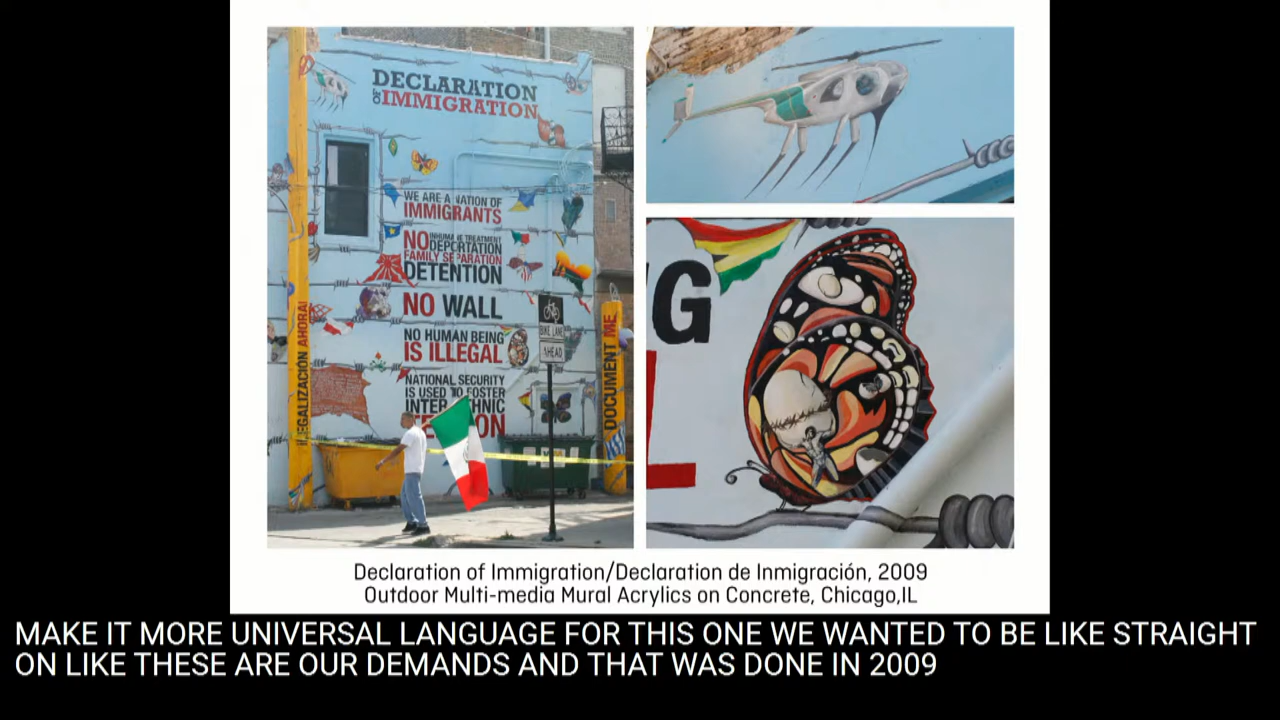 DECLARATION
OF IMMIGRATION
WE ARE A NATION OF
IMMIGRANTS
NO INHUMANE TREATMENT
DEPORTATION
FAMILY SEPARATION
DETENTION
NO WALL
NO HUMAN BEING
IS ILLEGAL
NATIONAL SECURITY
IS USED TO FOSTER
LEGALIZACIÓN AHORA!
BIKE LANE
AHEAD
DOCUMENT ME
G
L
Declaration of Immigration/Declaration de Inmigración, 2009
Outdoor Multi-media Mural Acrylics on Concrete, Chicago,IL
MAKE IT MORE UNIVERSAL LANGUAGE FOR THIS ONE WE WANTED TO BE LIKE STRAIGHT
ON LIKE THESE ARE OUR DEMANDS AND THAT WAS DONE IN 2009